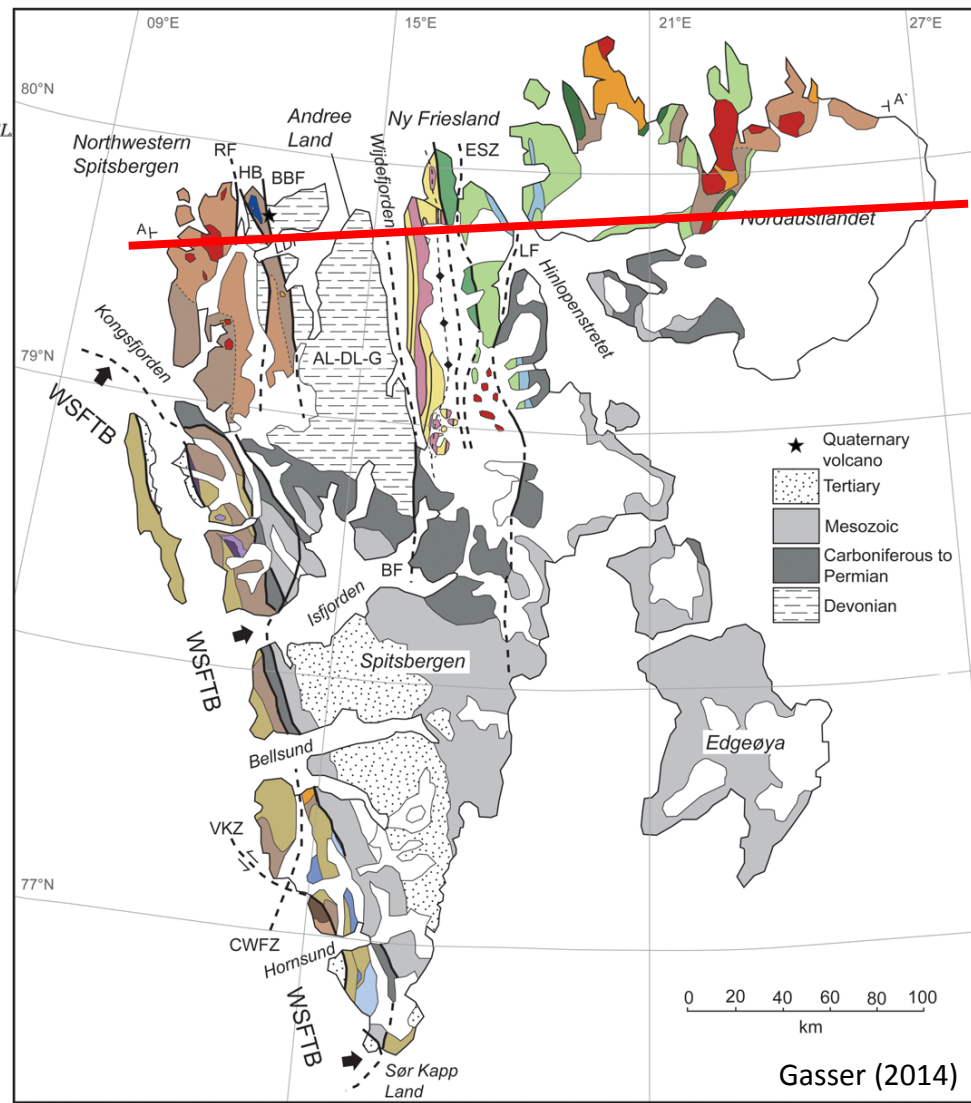 09°E
15°E
21°E
27°E
80°N
Northwestern
Spitsbergen
RF
HB
BBF
Andree
Land
Wijdefjorden
Ny Friesland
ESZ
A
A`
Nordaustlandet
LF
Hinlopenstretet
79°N
Kongsfjorden
WSFTB
AL-DL-G
Quaternary
volcano
Tertiary
Mesozoic
Carboniferous to
Permian
Devonian
BF
Isfjorden
WSFTB
Spitsbergen
Edgeøya
Bellsund
VKZ
77°N
CWFZ
Hornsund
WSFTB
Sør Kapp
Land
0 20 40 60 80 100
km
Gasser (2014)